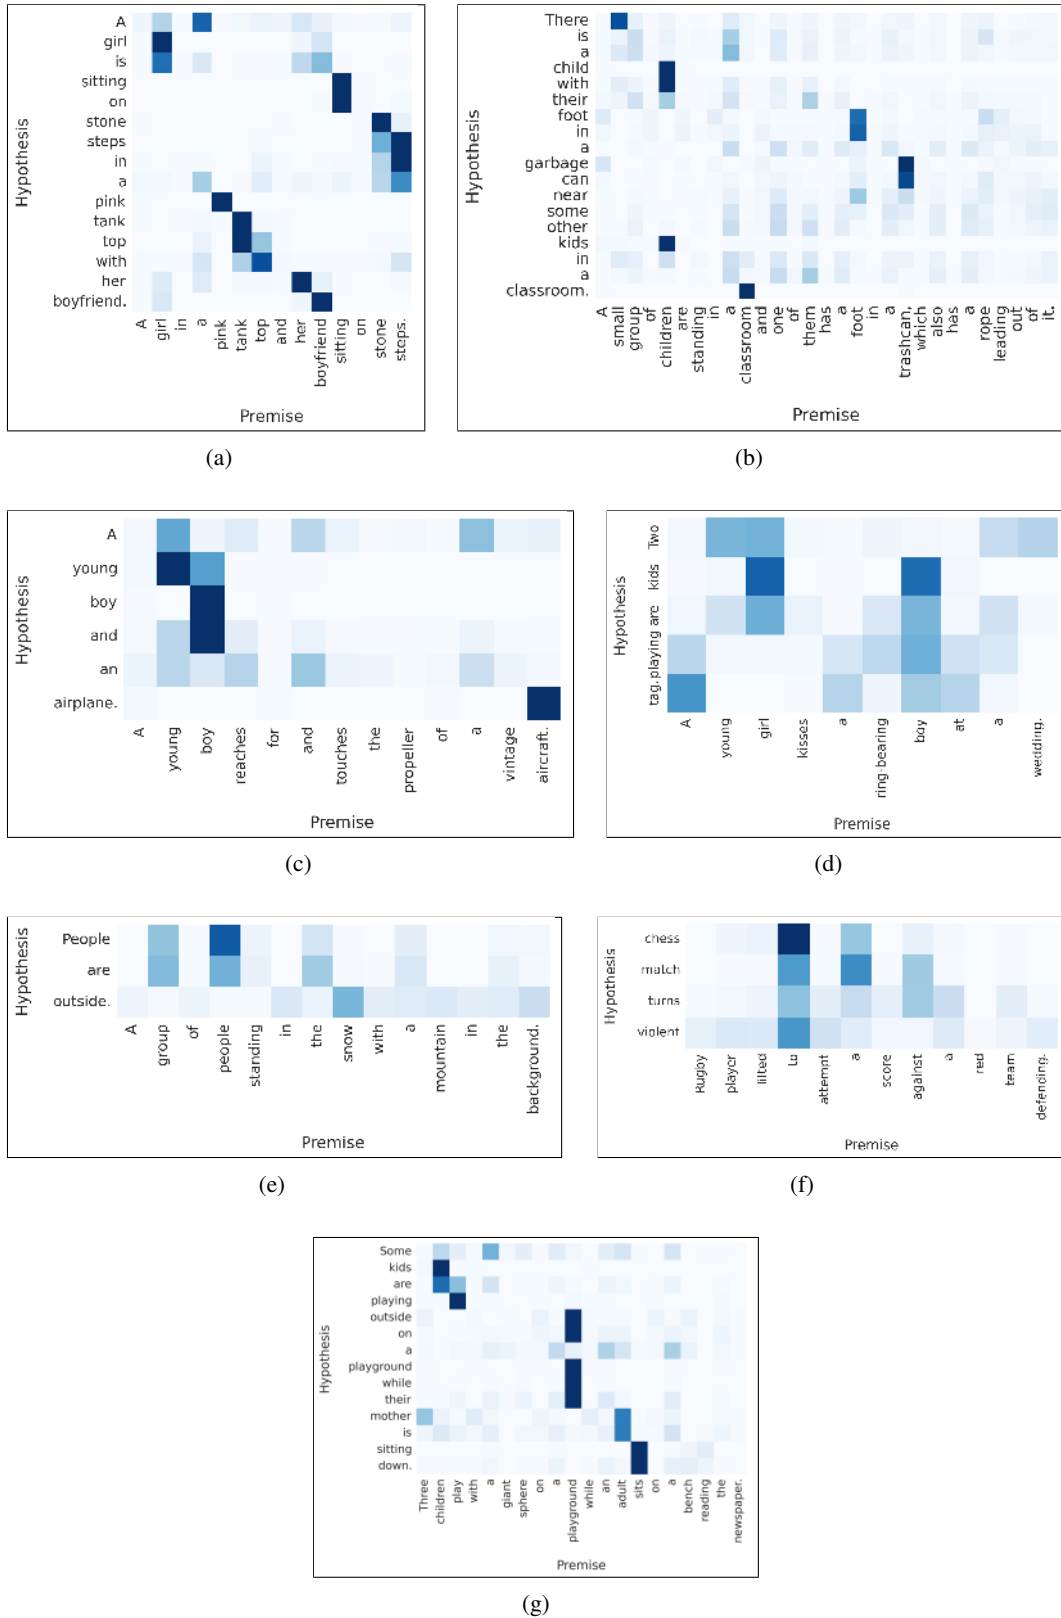 A
girl
is
sitting
on
stone
steps
in
a
pink
tank
top
with
her
boyfriend.
Hypothesis
A
girl
in
a
pink
tank
top
and
her
boyfriend
sitting
on
stone
steps.
Premise
(a)
There
is
a
child
with
their
foot
in
a
garbage
can
near
some
other
kids
in
a
classroom.
Hypothesis
A
small
group
of
children
are
standing
in
a
classroom
and
one
of
them
has
a
foot
in
a
trashcan,
which
also
has
a
rope
leading
out
of
it.
Premise
(b)
A
young
boy
and
an
airplane.
Hypothesis
A
young
boy
reaches
for
and
touches
the
propeller
of
a
vintage
aircraft.
Premise
(c)
Two
kids
are
playing
tag.
Hypothesis
A
young
girl
kisses
a
ring-bearing
boy
at
a
wedding.
Premise
(d)
People
are
outside.
Hypothesis
A
group
of
people
standing
in
the
snow
with
a
mountain
in
the
background.
Premise
(e)
chess
match
turns
violent
Hypothesis
Rugby
player
lifted
to
attempt
a
score
against
a
red
team
defending.
Premise
(f)
Some
kids
are
playing
outside
on
a
playground
while
their
mother
is
sitting
down.
Hypothesis
Three
children
play
with
a
giant
sphere
on
a
playground
while
an
adult
sits
on
a
bench
reading
the
newspaper.
Premise
(g)